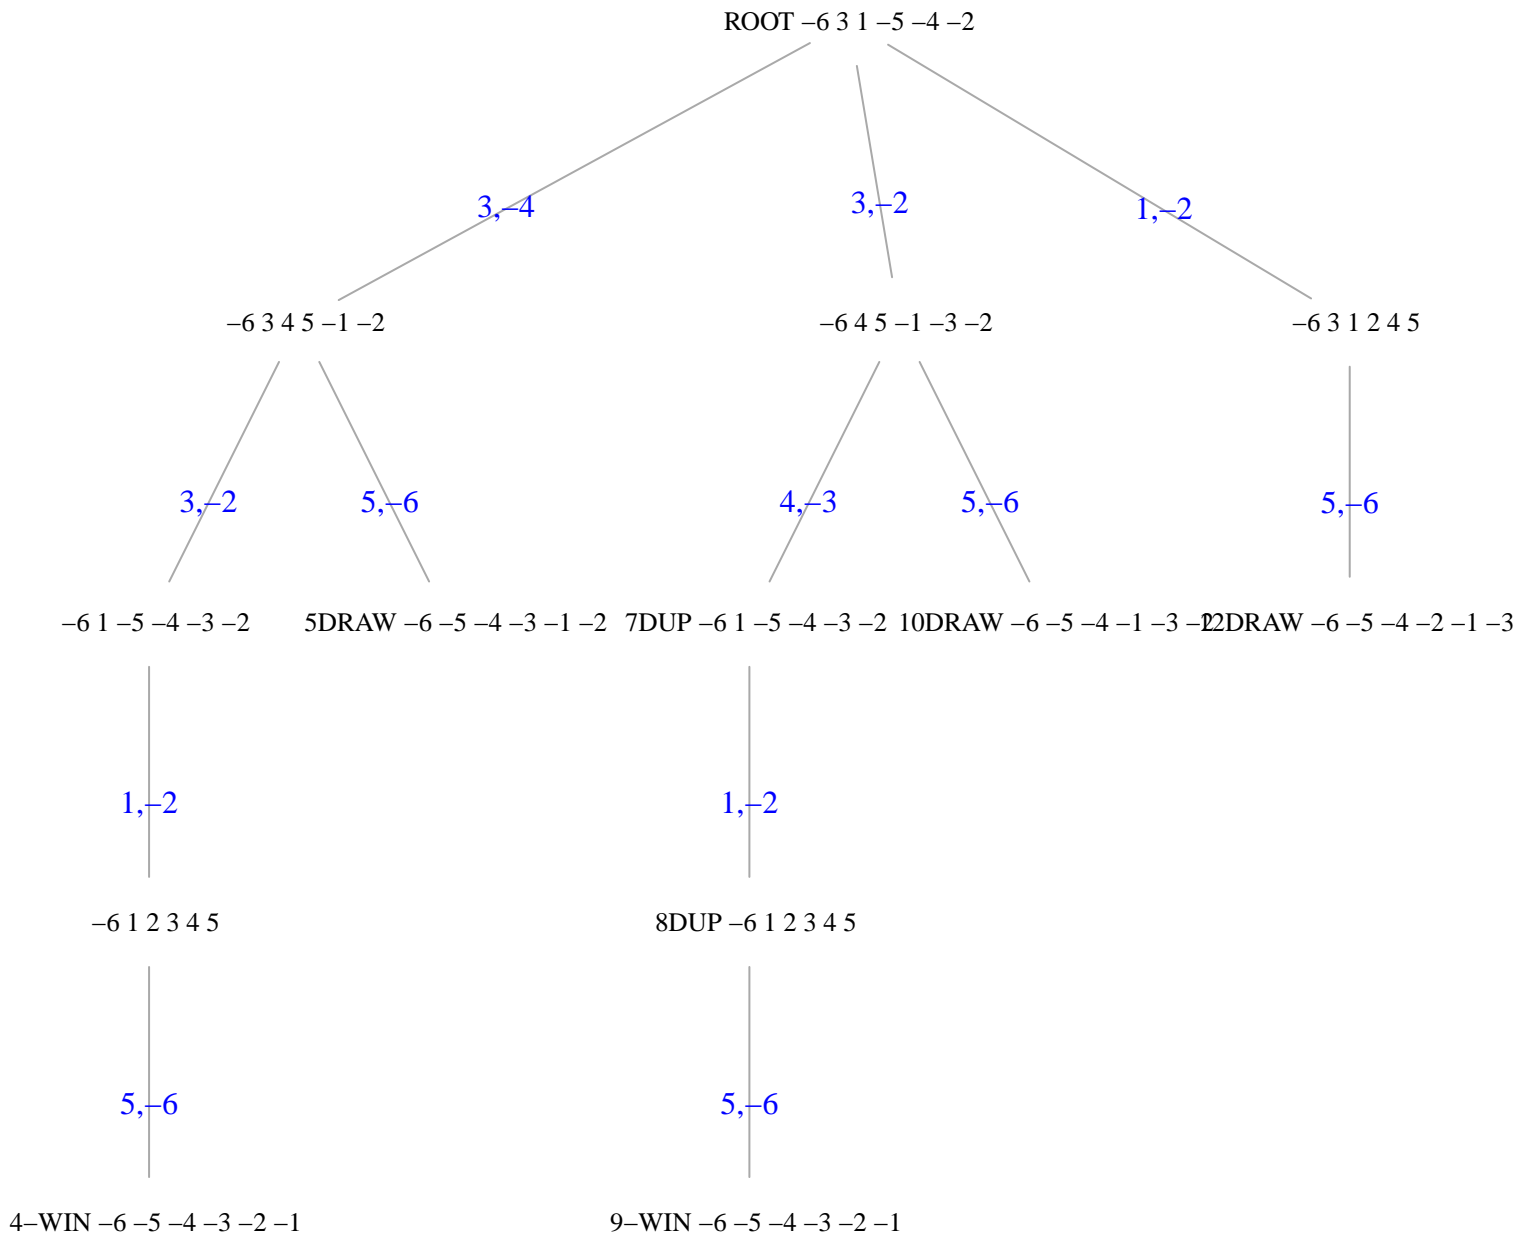 ROOT –6 3 1 –5 –4 –2
3,–4
3,–2
1,–2
–6 3 4 5 –1 –2
–6 4 5 –1 –3 –2
–6 3 1 2 4 5
3,–2
5,–6
4,–3
5,–6
5,–6
–6 1 –5 –4 –3 –2
5DRAW –6 –5 –4 –3 –1 –2
7DUP –6 1 –5 –4 –3 –2
10DRAW –6 –5 –4 –1 –3 –2
12DRAW –6 –5 –4 –2 –1 –3
1,–2
1,–2
–6 1 2 3 4 5
8DUP –6 1 2 3 4 5
5,–6
5,–6
4–WIN –6 –5 –4 –3 –2 –1
9–WIN –6 –5 –4 –3 –2 –1